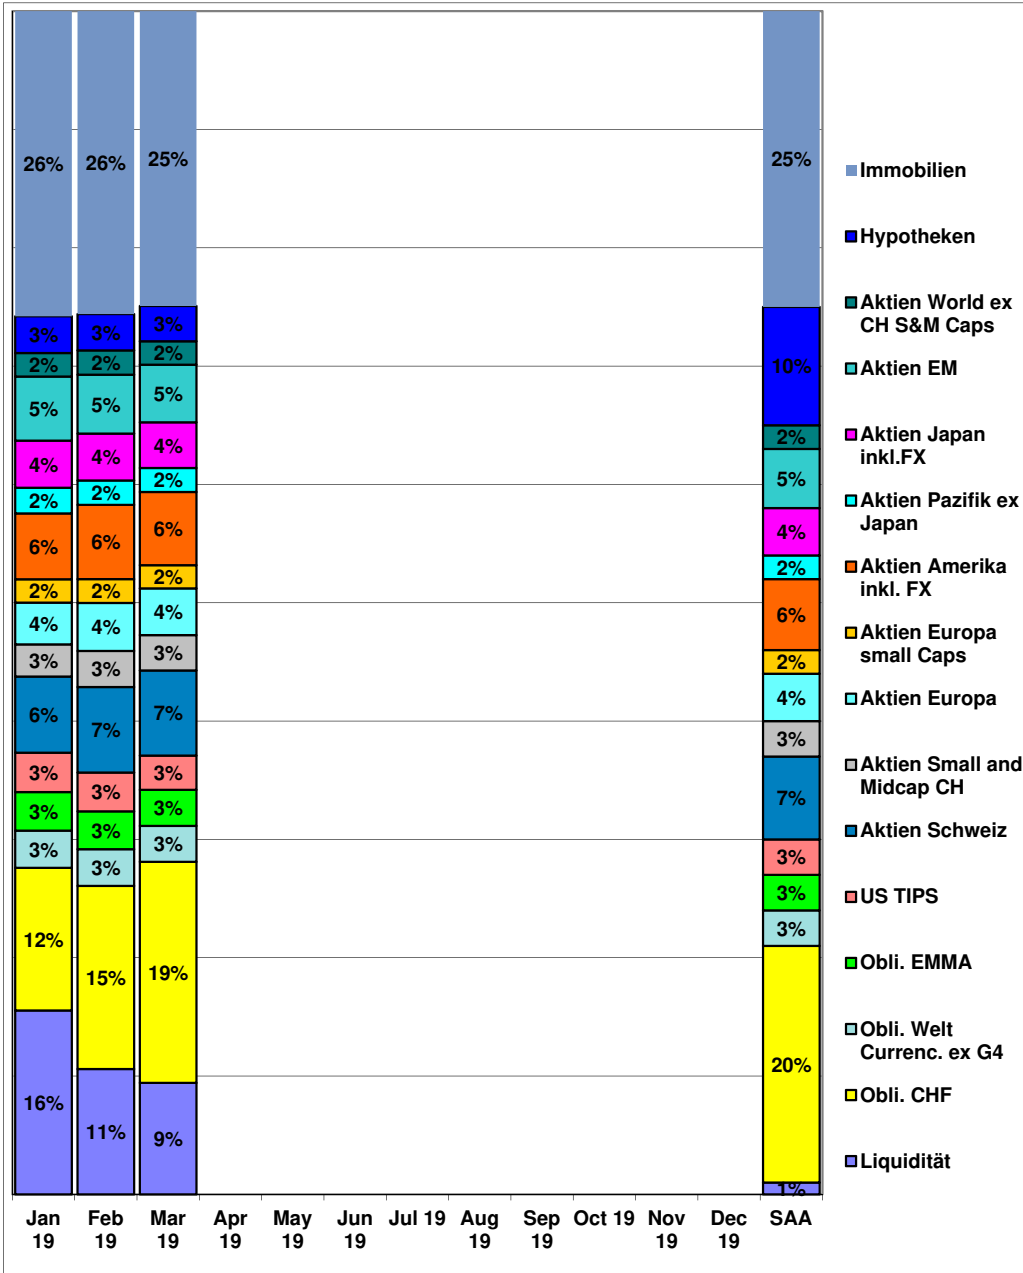 26%
3%
2%
5%
4%
2%
6%
2%
4%
3%
6%
3%
3%
3%
12%
16%
26%
3%
2%
5%
4%
2%
6%
2%
4%
3%
7%
3%
3%
3%
15%
11%
25%
3%
2%
5%
4%
2%
6%
2%
4%
3%
7%
3%
3%
3%
19%
9%
25%
10%
2%
5%
4%
2%
6%
2%
4%
3%
7%
3%
3%
3%
20%
1%
Jan
19
Feb
19
Mar
19
Apr
19
May
19
Jun
19
Jul 19
Aug
19
Sep
19
Oct 19
Nov
19
Dec
19
SAA
Immobilien
Hypotheken
Aktien World ex
CH S&M Caps
Aktien EM
Aktien Japan
inkl.FX
Aktien Pazifik ex
Japan
Aktien Amerika
inkl. FX
Aktien Europa
small Caps
Aktien Europa
Aktien Small and
Midcap CH
Aktien Schweiz
US TIPS
Obli. EMMA
Obli. Welt
Currenc. ex G4
Obli. CHF
Liquidität